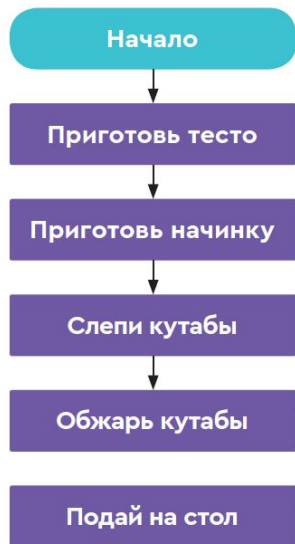 Начало
Приготовь тесто
Приготовь начинку
Слепи кутабы
Обжарь кутабы
Подай на стол